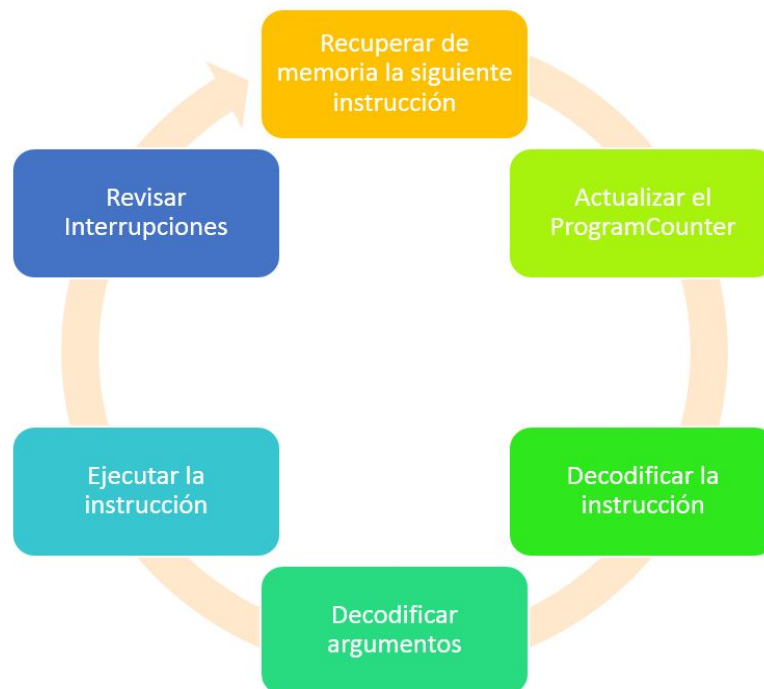 Recuperar de
memoria la siguiente
instrucción
Actualizar el
ProgramCounter
Decodificar la
instrucción
Decodificar
argumentos
Ejecutar la
instrucción
Revisar
Interrupciones